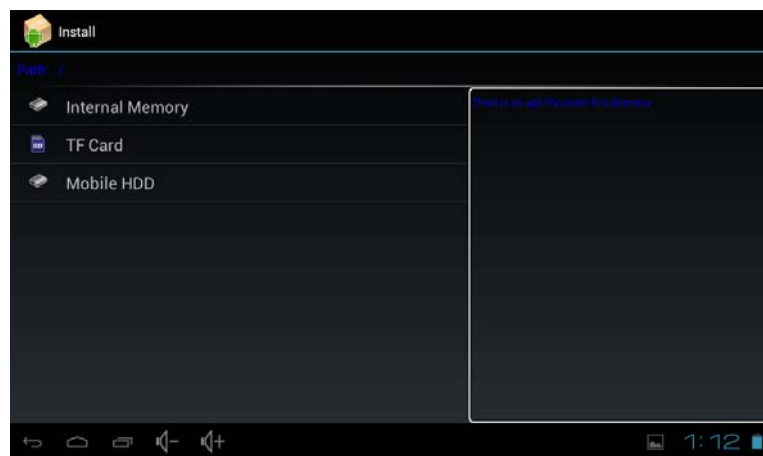 Install
Path: /
Internal Memory
TF Card
Mobile HDD
1:12